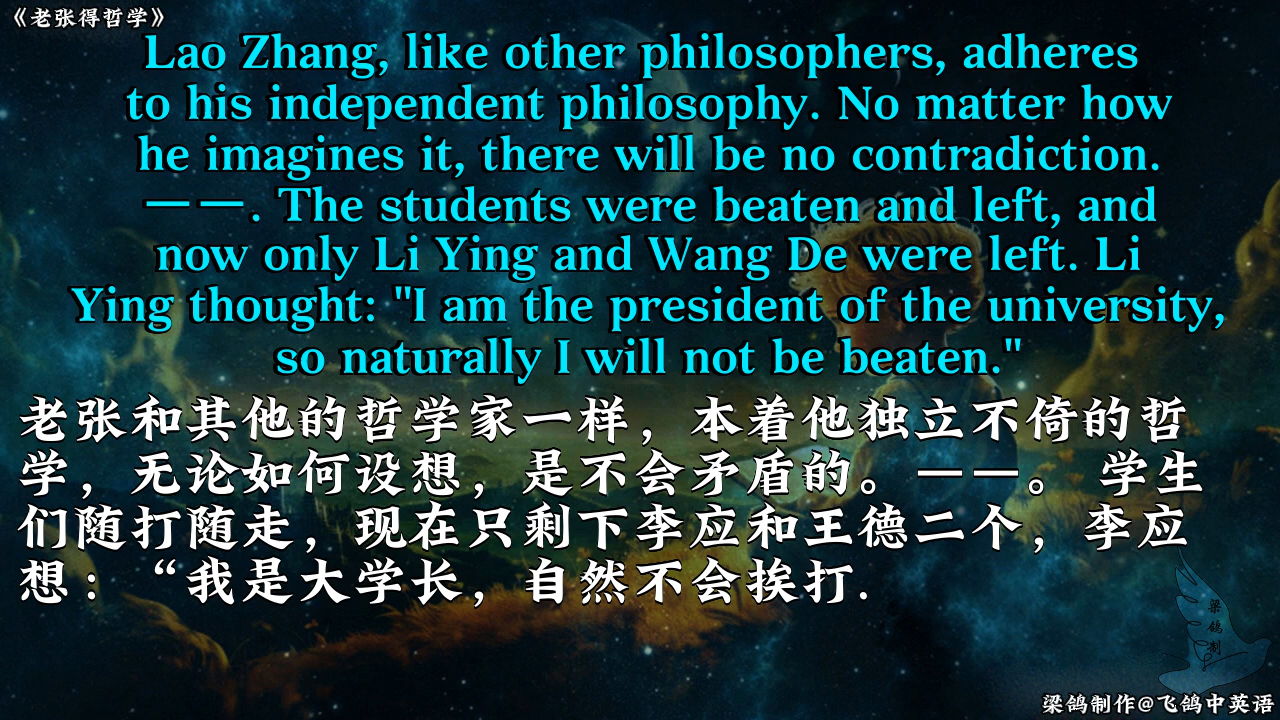 《老张得哲学》
Lao Zhang, like other philosophers, adheres
to his independent philosophy. No matter how
he imagines it, there will be no contradiction.
——. The students were beaten and left, and
now only Li Ying and Wang De were left. Li
Ying thought: "I am the president of the university,
so naturally I will not be beaten."
老张和其他的哲学家一样，本着他独立不倚的哲
学，无论如何设想，是不会矛盾的。——。 学生
们随打随走，现在只剩下李应和王德二个，李应
想：“我是大学长，自然不会挨打.
梁鸽制
梁鸽制作@飞鸽中英语